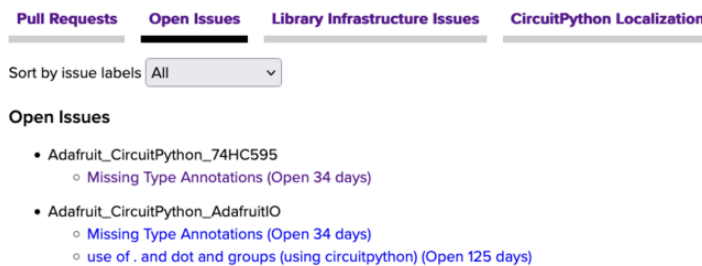 Pull Requests Open Issues Library Infrastructure Issues CircuitPython Localization
Sort by issue labels All
Open Issues
• Adafruit_CircuitPython_74HC595
◦ Missing Type Annotations (Open 34 days)
• Adafruit_CircuitPython_AdafruitIO
◦ Missing Type Annotations (Open 34 days)
◦ use of . and dot and groups (using circuitpython) (Open 125 days)